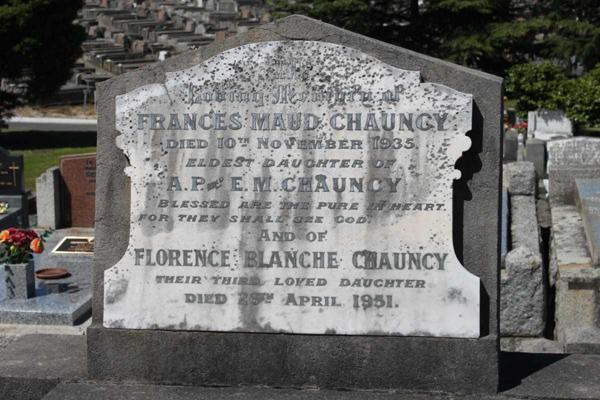 In
Loving Memory of
FRANCES MAUD CHAUNCY
DIED 10TH NOVEMBER 1935.
ELDEST DAUGHTER OF
A.P. & E.M. CHAUNCY
BLESSED ARE THE PURE IN HEART.
FOR THEY SHALL SEE GOD.
AND OF
FLORENCE BLANCHE CHAUNCY
THEIR THIRD LOVED DAUGHTER
DIED APRIL 1951.